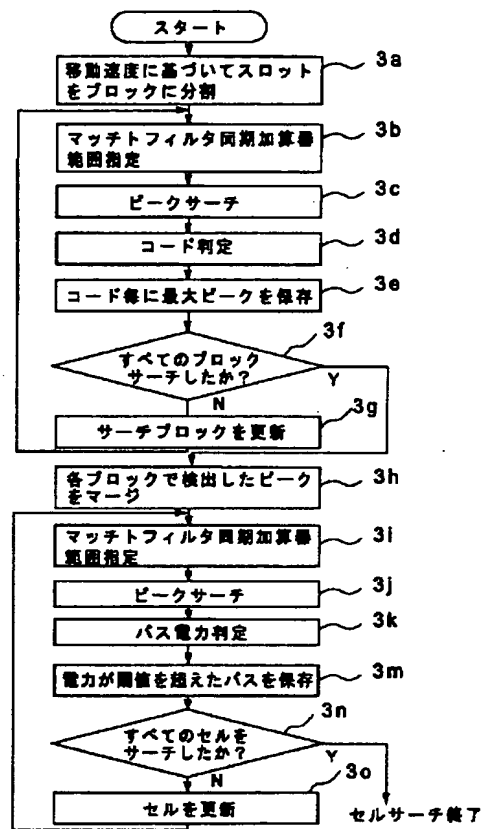 スタート
移動速度に基づいてスロット
をブロックに分割
3a
マッチトフィルタ同期加算器
範囲指定
3b
ピークサーチ
3c
コード判定
3d
コード毎に最大ピークを保存
3e
すべてのブロック
サーチしたか?
3f
Y
N
サーチブロックを更新
3g
各ブロックで検出したピーク
をマージ
3h
マッチトフィルタ同期加算器
範囲指定
3i
ピークサーチ
3j
パス電力判定
3k
電力が閾値を超えたパスを保存
3m
すべてのセルを
サーチしたか?
3n
Y
N
セルを更新
3o
セルサーチ終了